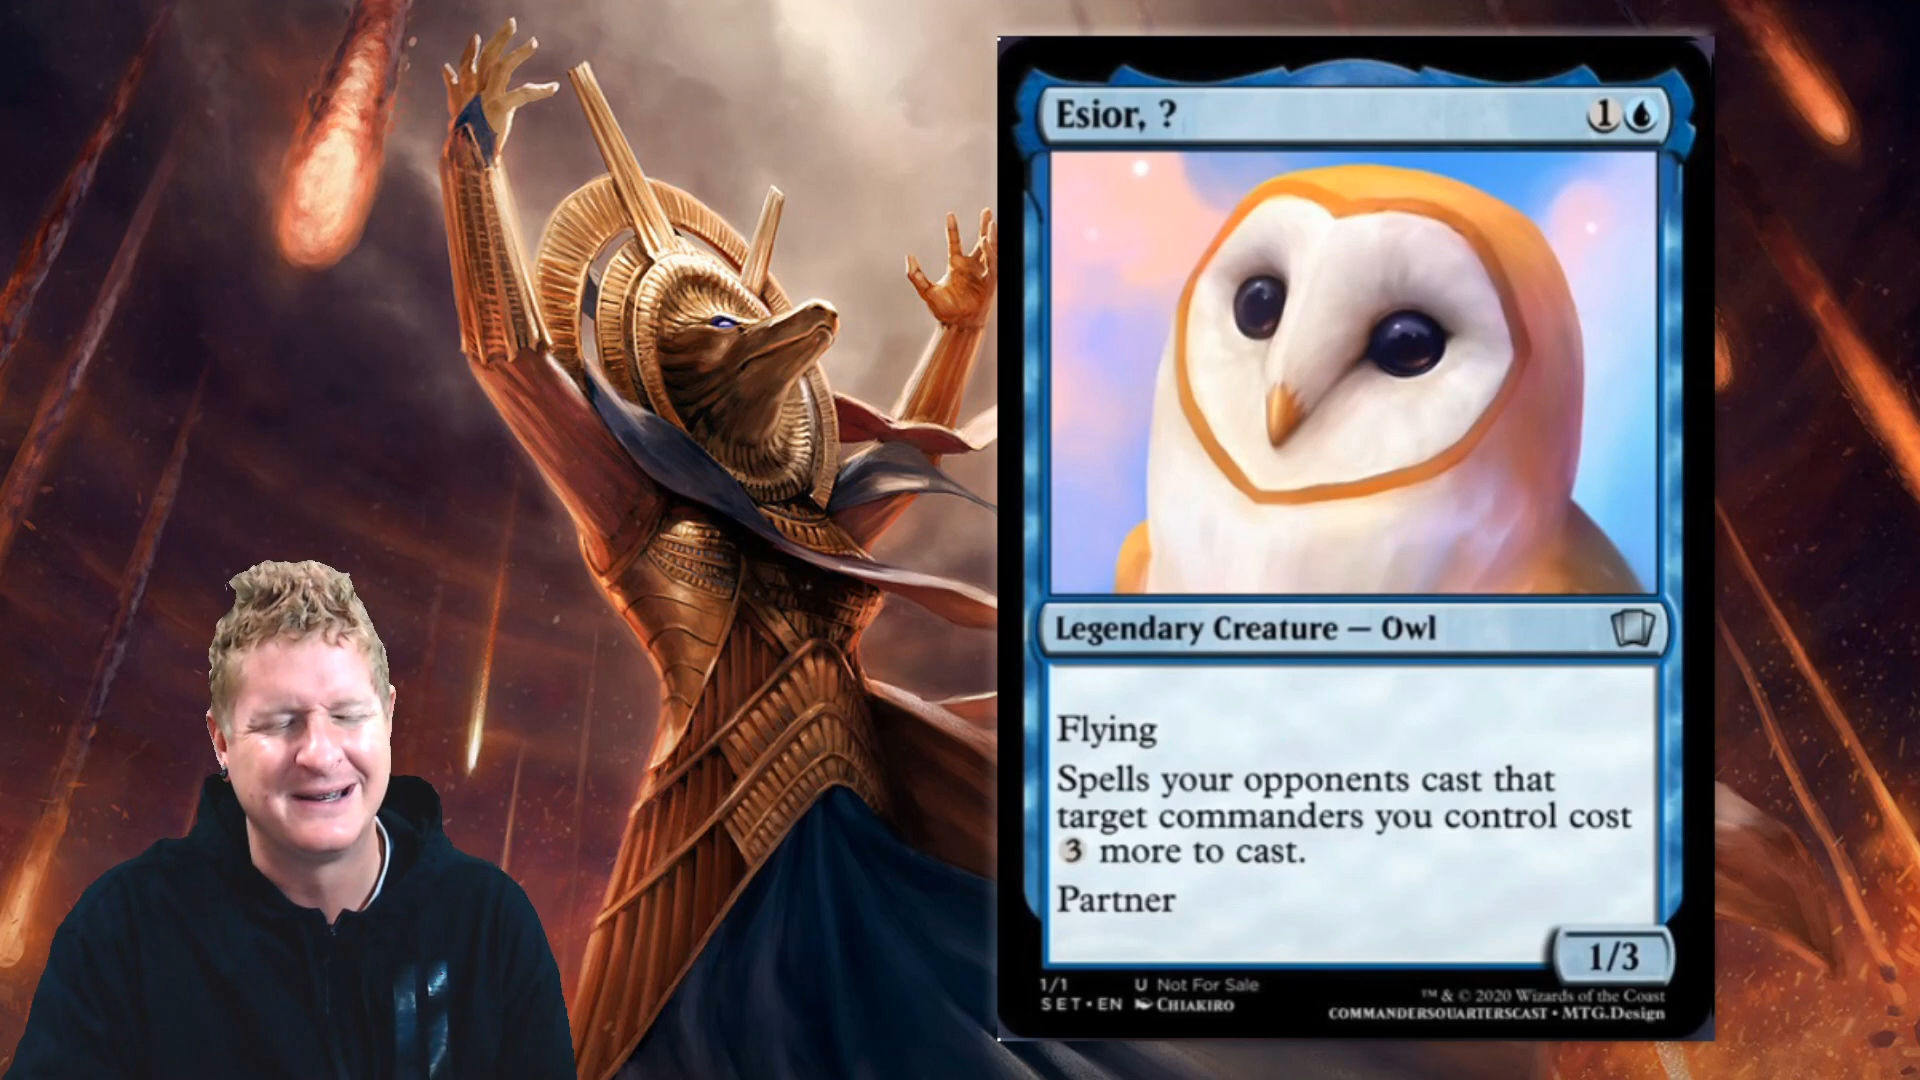 Esior, ?
1
Legendary Creature — Owl
Flying
Spells your opponents cast that
target commanders you control cost
3 more to cast.
Partner
1/3
1/1 U Not For Sale
SET • EN CHIAKIRO
™ & © 2020 Wizards of the Coast
COMMANDERSQUARTERSCAST • MTG.Design